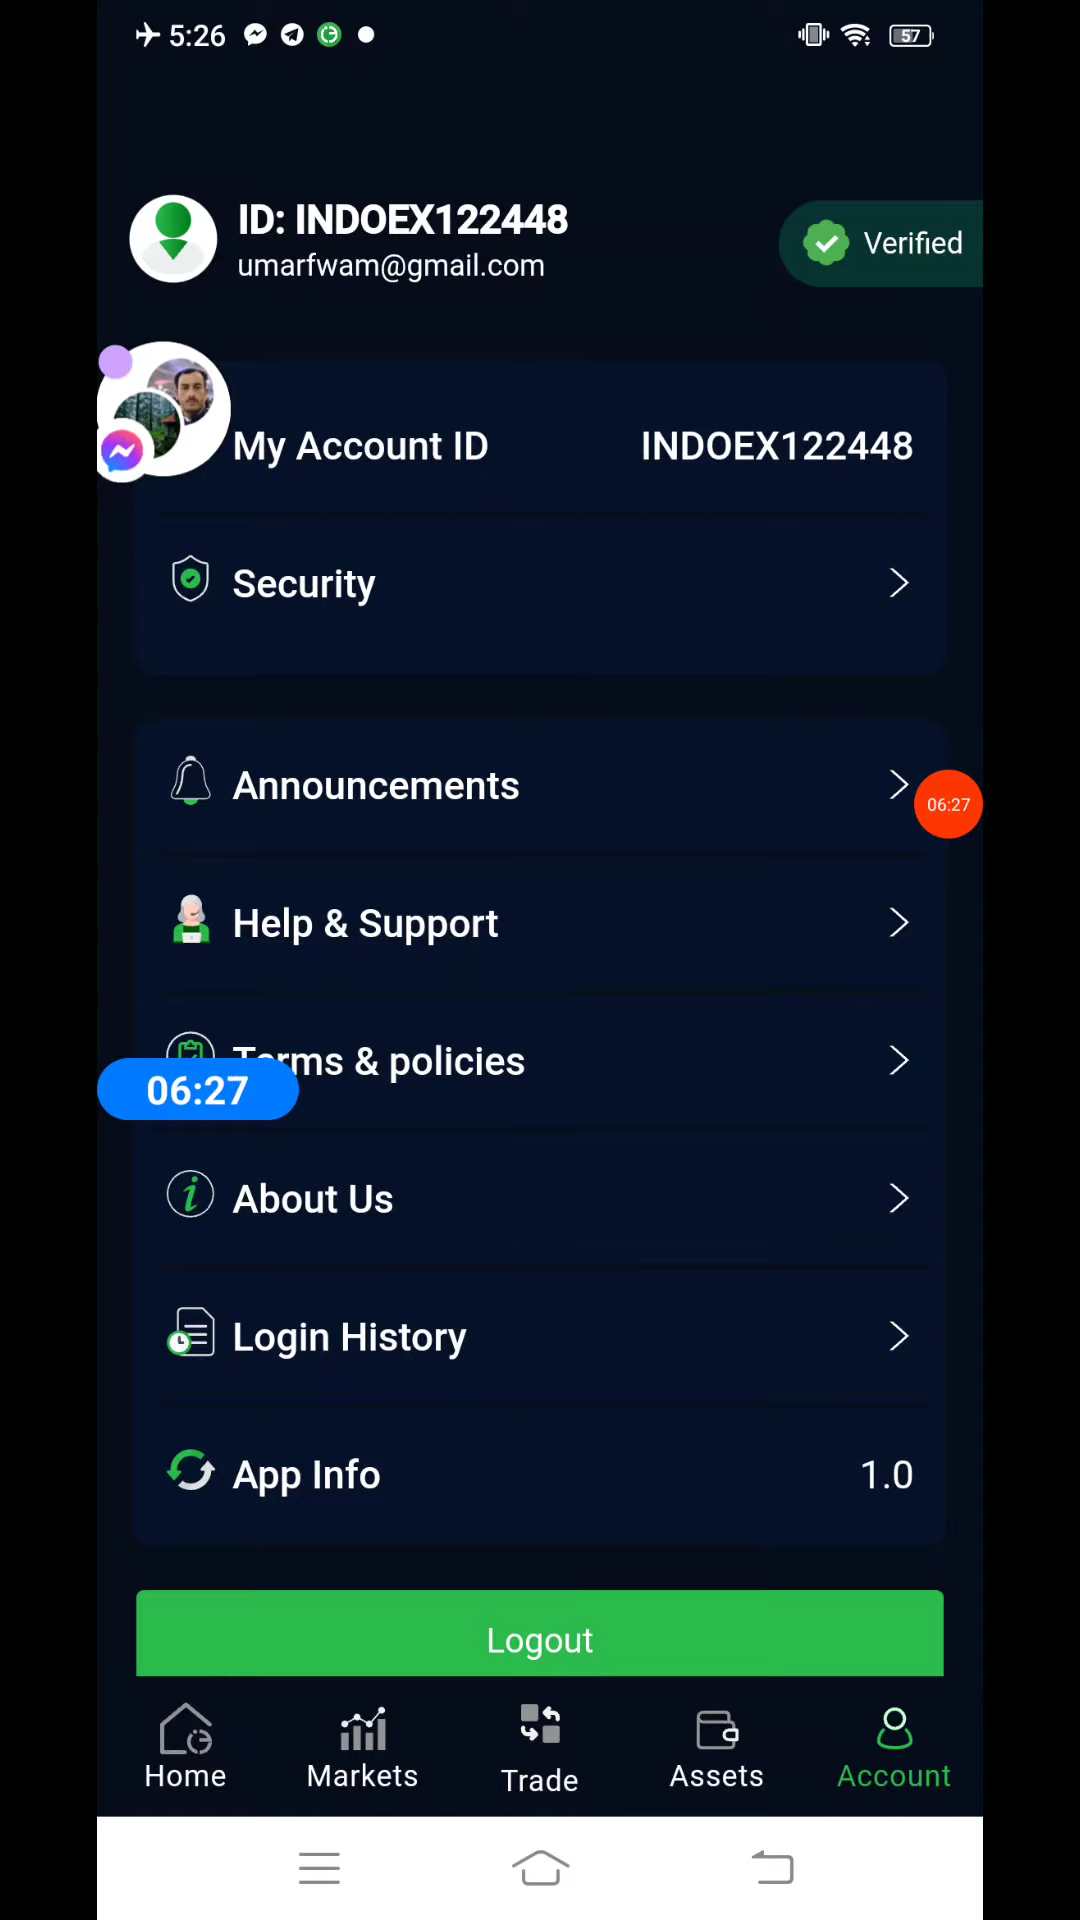 5:26
57
ID: INDOEX122448
umarfwam@gmail.com
Verified
My Account ID INDOEX122448
Security
Announcements
06:27
Help & Support
Terms & policies
06:27
About Us
Login History
App Info 1.0
Logout
Home Markets Trade Assets Account